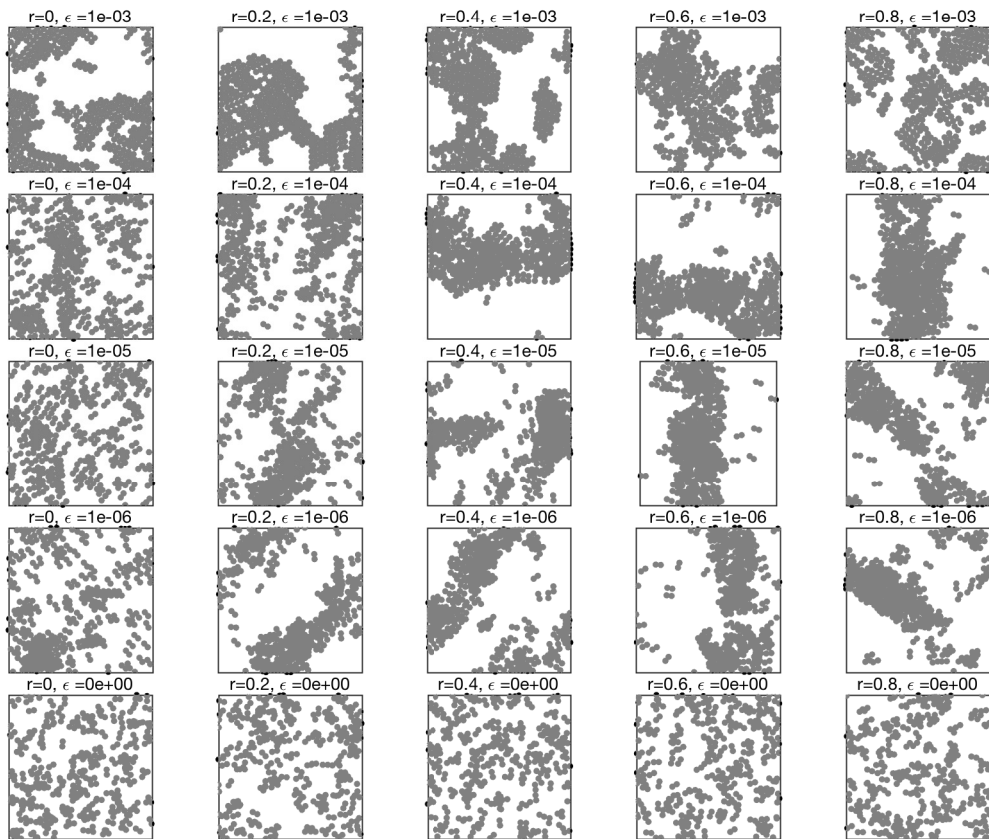 r=0, ϵ =1e-03 r=0.2, ϵ =1e-03 r=0.4, ϵ =1e-03 r=0.6, ϵ =1e-03 r=0.8, ϵ =1e-03
r=0, ϵ =1e-04 r=0.2, ϵ =1e-04 r=0.4, ϵ =1e-04 r=0.6, ϵ =1e-04 r=0.8, ϵ =1e-04
r=0, ϵ =1e-05 r=0.2, ϵ =1e-05 r=0.4, ϵ =1e-05 r=0.6, ϵ =1e-05 r=0.8, ϵ =1e-05
r=0, ϵ =1e-06 r=0.2, ϵ =1e-06 r=0.4, ϵ =1e-06 r=0.6, ϵ =1e-06 r=0.8, ϵ =1e-06
r=0, ϵ =0e+00 r=0.2, ϵ =0e+00 r=0.4, ϵ =0e+00 r=0.6, ϵ =0e+00 r=0.8, ϵ =0e+00